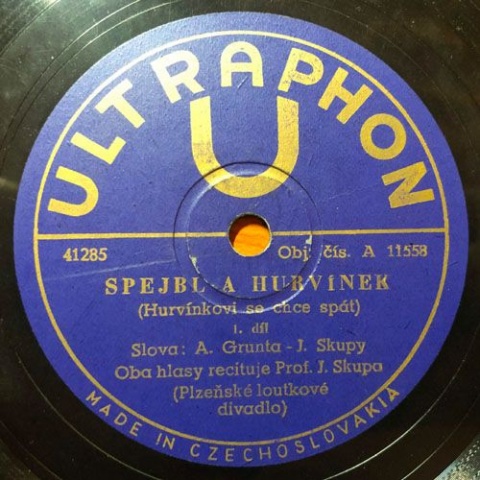 ULTRAPHON
U
41285 Obj. čís. A 11558
SPEJBL A HURVÍNEK
(Hurvínkovi se chce spát)
1. díl
Slova: A. Grunta - J. Skupy
Oba hlasy recituje Prof. J. Skupa
(Plzeňské loutkové
divadlo)
MADE IN CZECHOSLOVAKIA